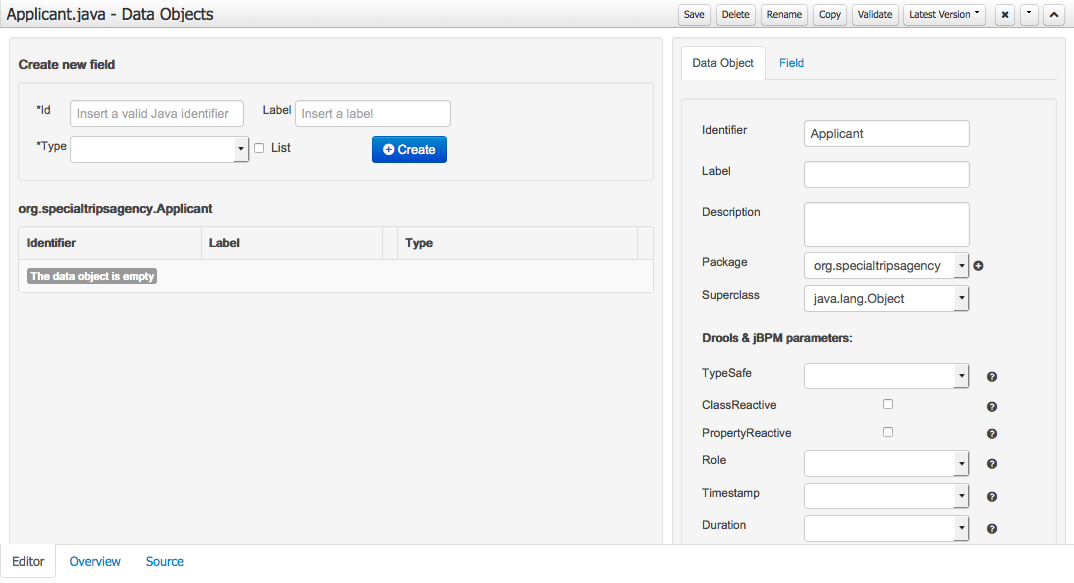 Applicant.java - Data Objects
Save Delete Rename Copy Validate Latest Version
Create new field
*Id Insert a valid Java identifier Label Insert a label
*Type List Create
org.specialtripsagency.Applicant
Identifier Label Type
The data object is empty
Data Object Field
Identifier Applicant
Label
Description
Package org.specialtripsagency
Superclass java.lang.Object
Drools & jBPM parameters:
TypeSafe
ClassReactive
PropertyReactive
Role
Timestamp
Duration
Editor Overview Source